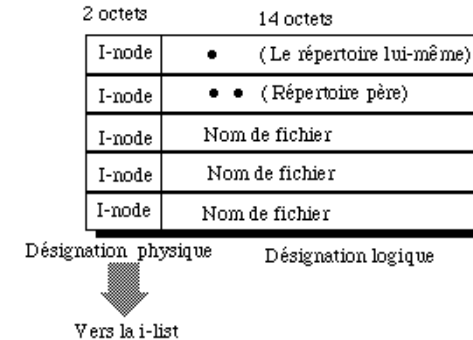 2 octets 14 octets
I-node • ( Le répertoire lui-même)
I-node • • ( Répertoire père)
I-node Nom de fichier
I-node Nom de fichier
I-node Nom de fichier
Désignation physique Désignation logique
Vers la i-list